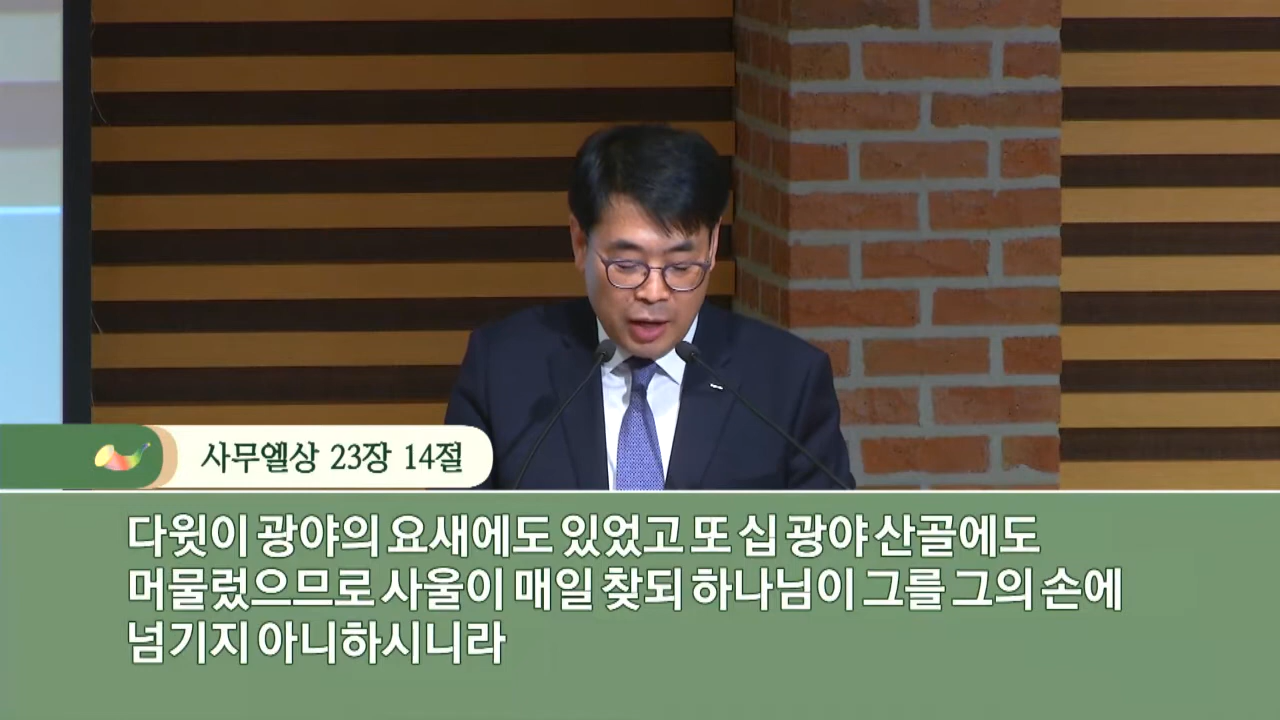 사무엘상 23장 14절
다윗이 광야의 요새에도 있었고 또 십 광야 산골에도
머물렀으므로 사울이 매일 찾되 하나님이 그를 그의 손에
넘기지 아니하시니라